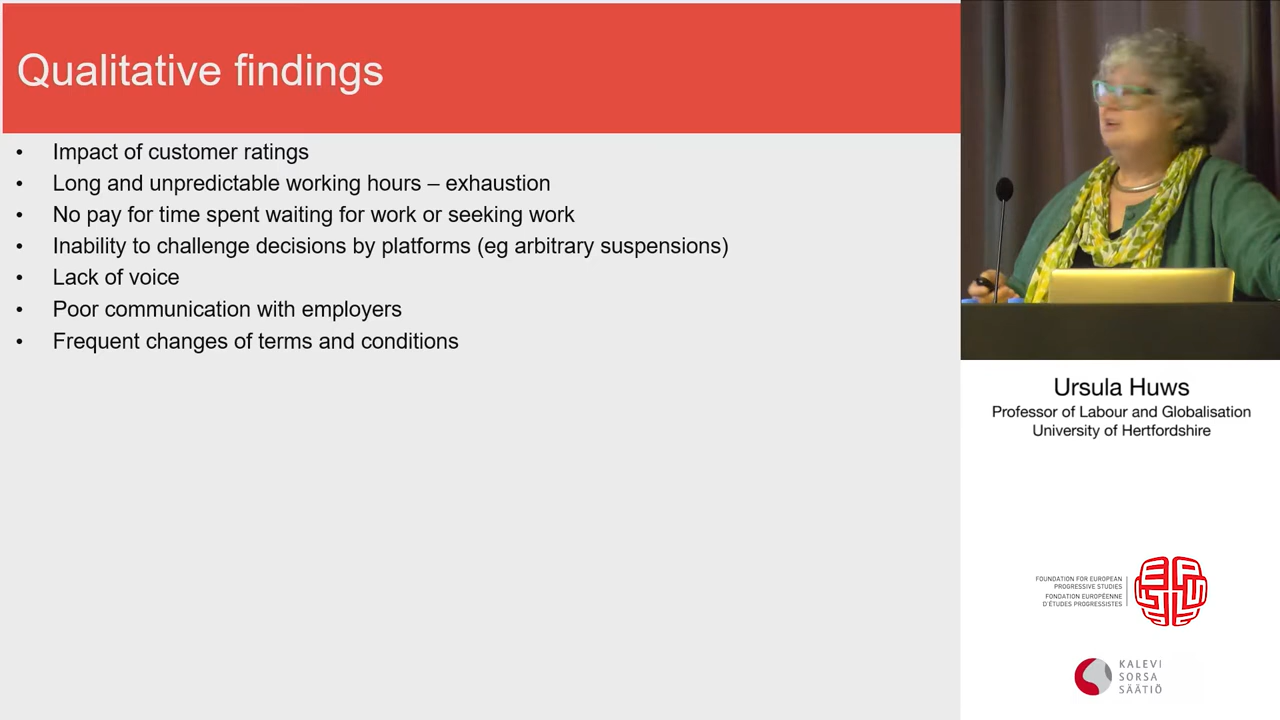 Qualitative findings
• Impact of customer ratings
• Long and unpredictable working hours – exhaustion
• No pay for time spent waiting for work or seeking work
• Inability to challenge decisions by platforms (eg arbitrary suspensions)
• Lack of voice
• Poor communication with employers
• Frequent changes of terms and conditions
Ursula Huws
Professor of Labour and Globalisation
University of Hertfordshire
FOUNDATION FOR EUROPEAN
PROGRESSIVE STUDIES
FONDATION EUROPÉENNE
D'ÉTUDES PROGRESSISTES
KALEVI
SORSA
SÄÄTIÖ